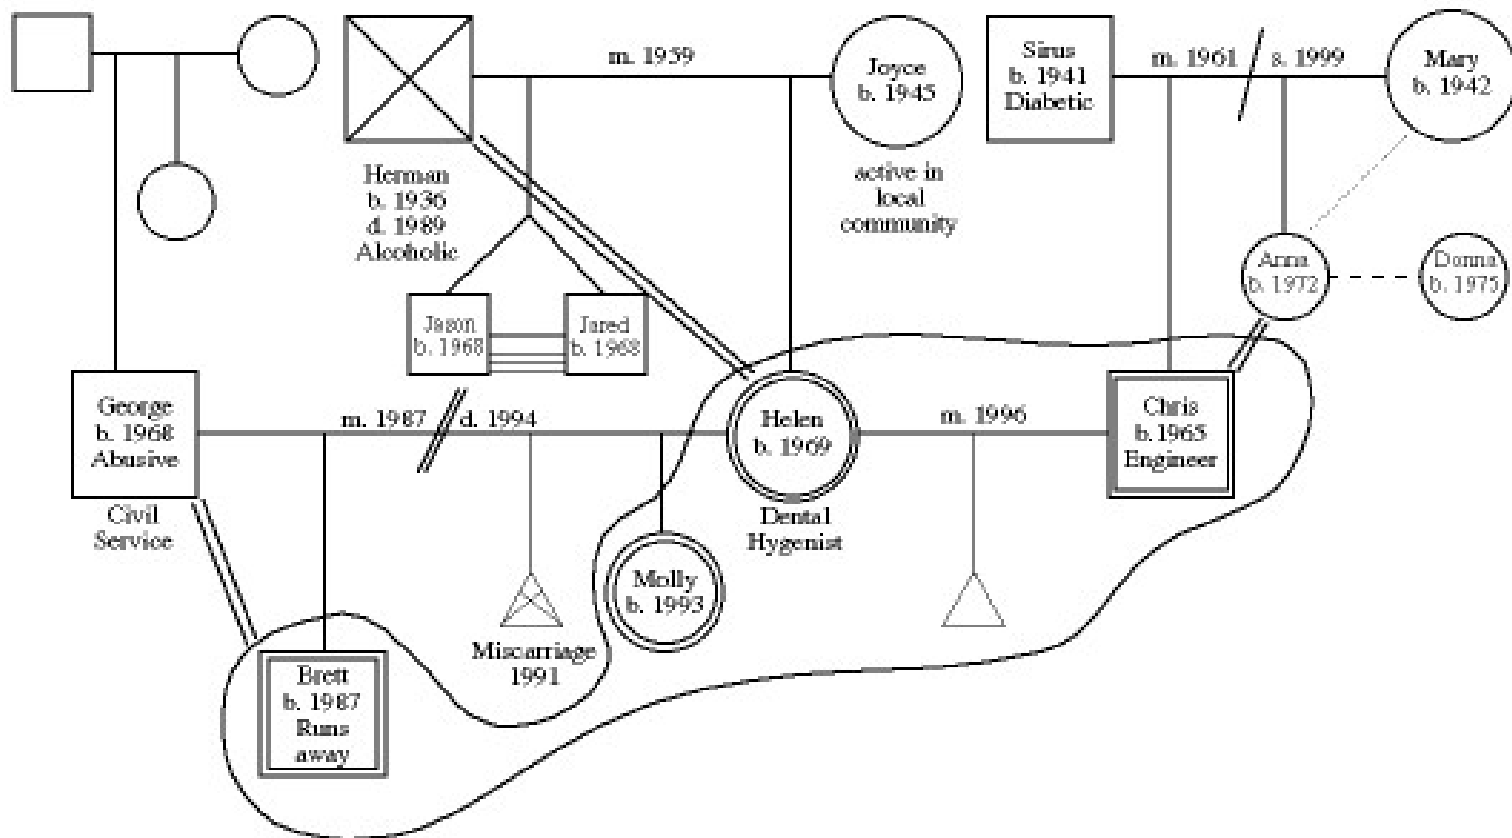 m. 1959
Joyce
b. 1945
Sirus
b. 1941
Diabetic
m. 1961
s. 1999
Mary
b. 1942
Herman
b. 1936
d. 1989
Alcoholic
active in
local
community
Anna
b. 1972
Donna
b. 1975
Jason
b. 1968
Jared
b. 1968
George
b. 1968
Abusive
m. 1987
d. 1994
Helen
b. 1969
m. 1996
Chris
b. 1965
Engineer
Civil
Service
Dental
Hygenist
Molly
b. 1993
Miscarriage
1991
Brett
b. 1987
Runs
away